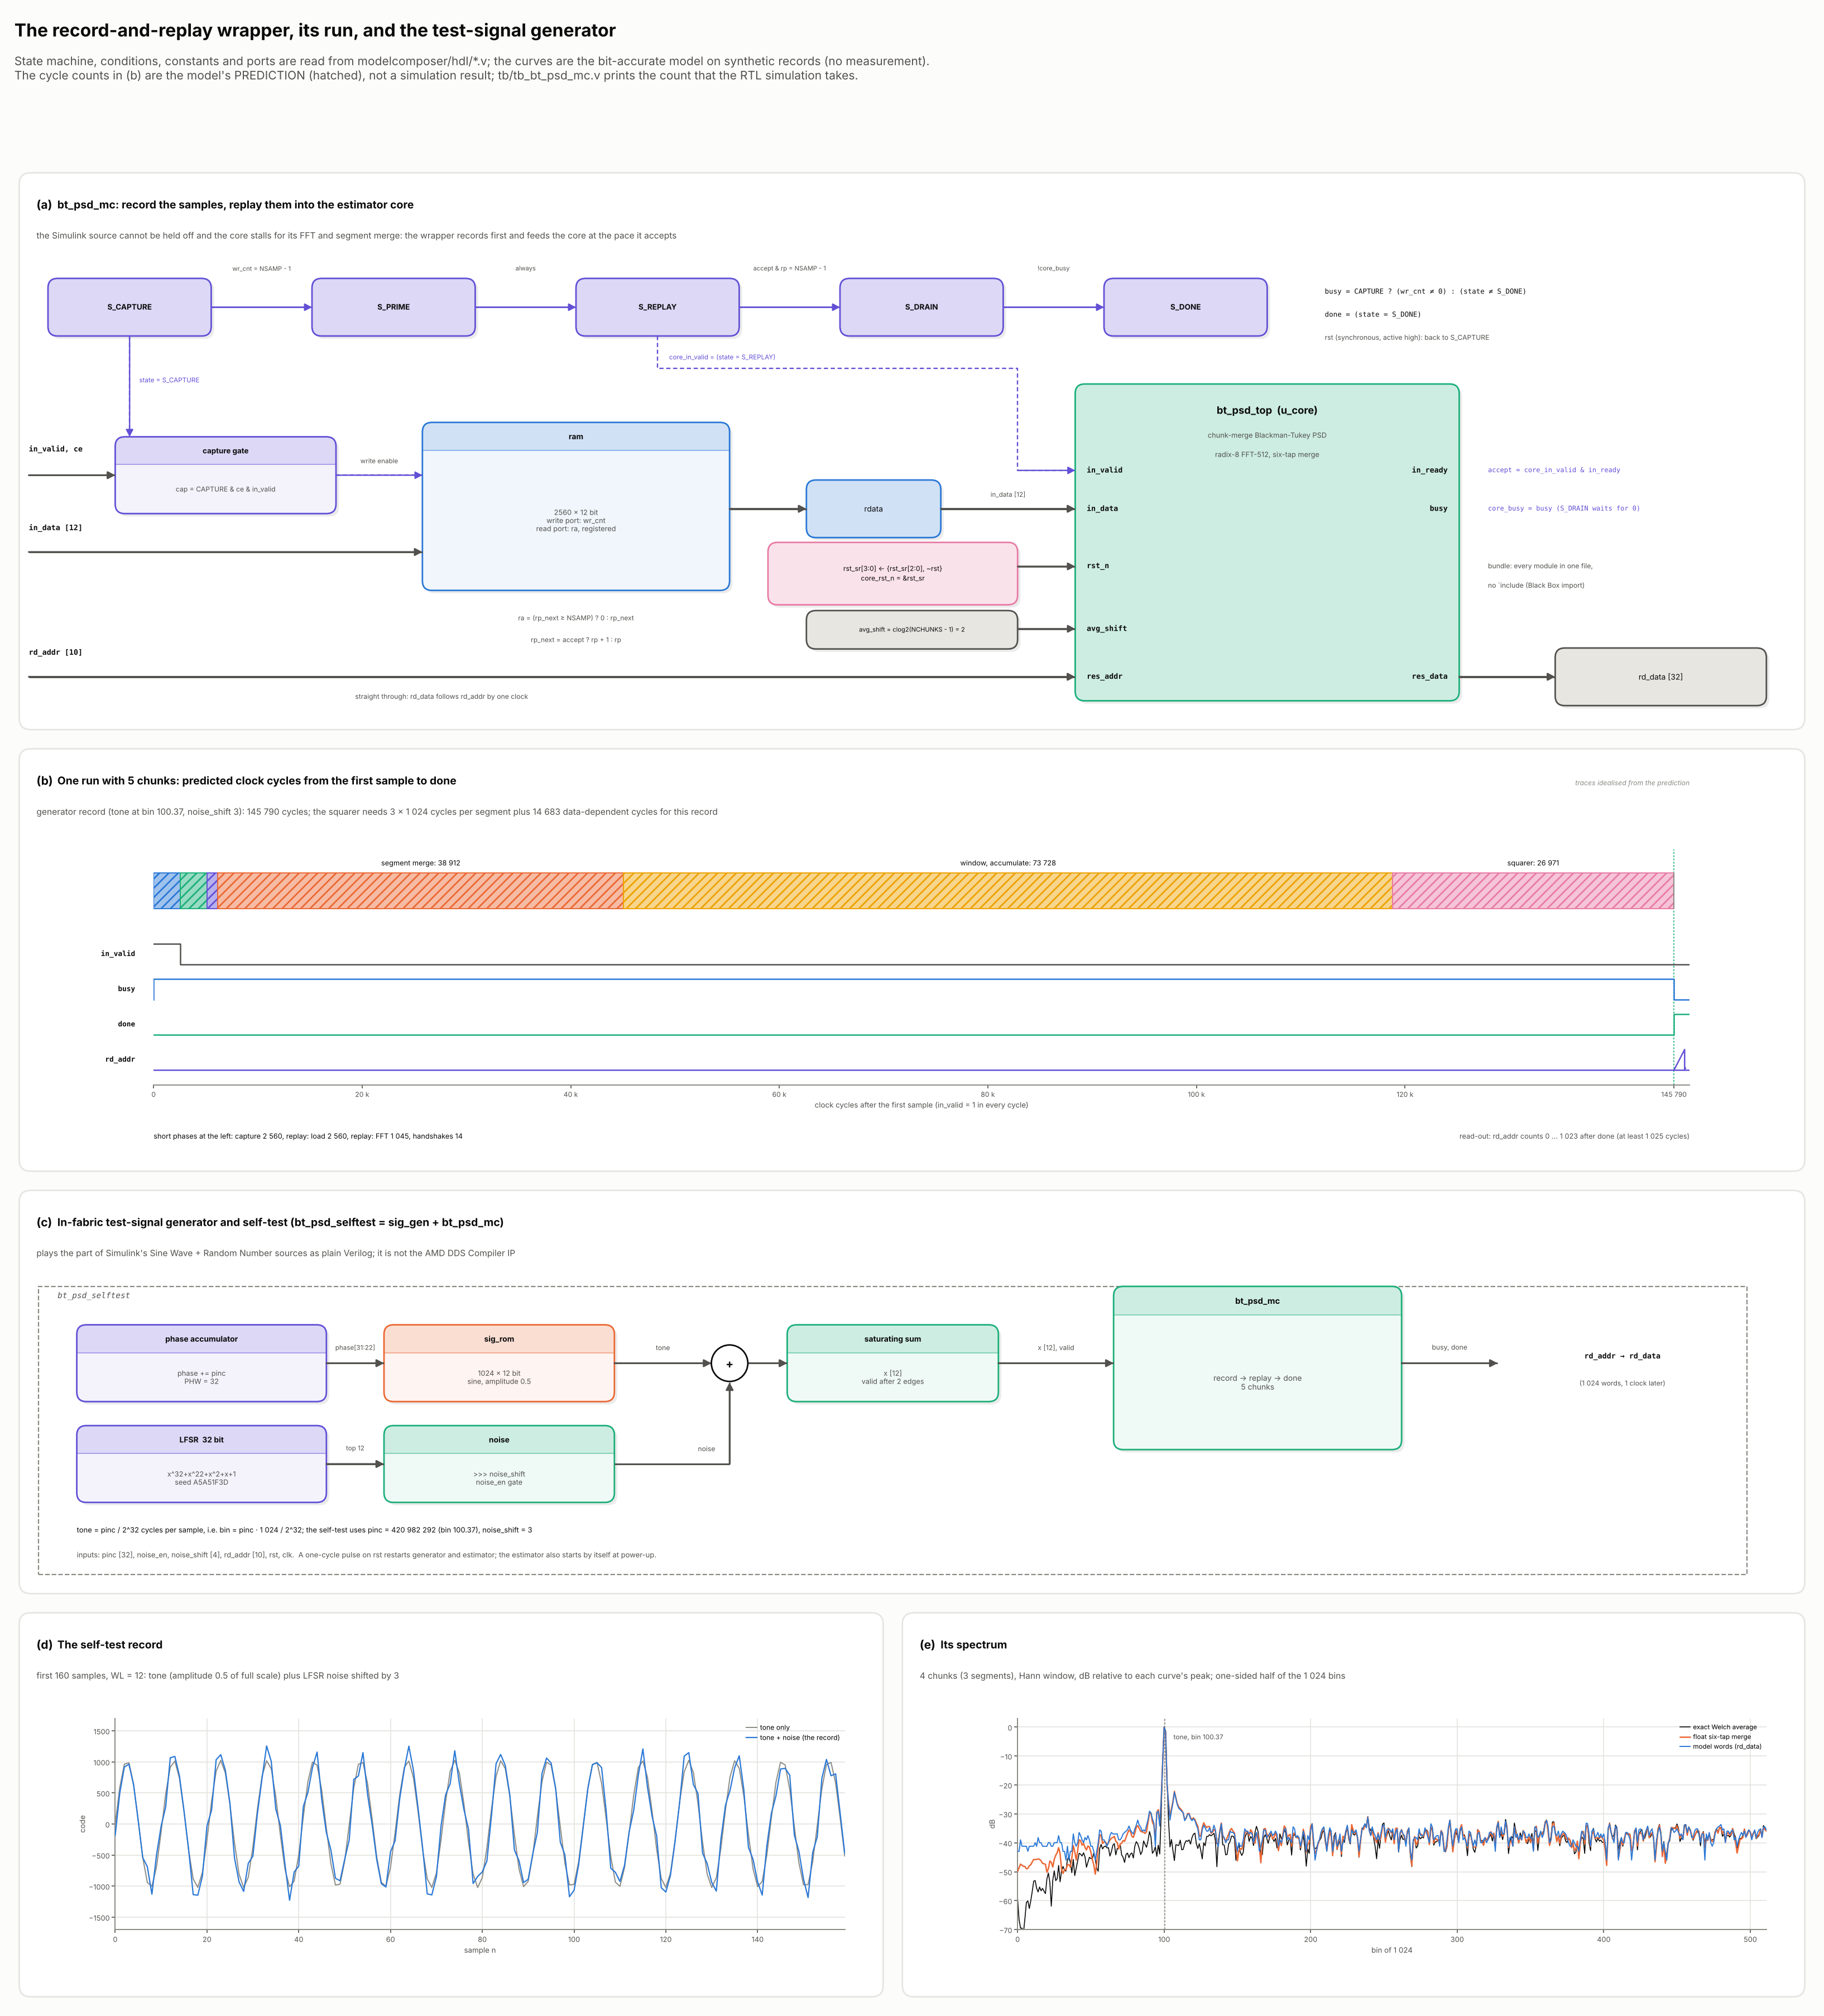 The record-and-replay wrapper, its run, and the test-signal generator
State machine, conditions, constants and ports are read from modelcomposer/hdl/*.v; the curves are the bit-accurate model on synthetic records (no measurement).
The cycle counts in (b) are the model's PREDICTION (hatched), not a simulation result; tb/tb_bt_psd_mc.v prints the count that the RTL simulation takes.
(a) bt_psd_mc: record the samples, replay them into the estimator core
the Simulink source cannot be held off and the core stalls for its FFT and segment merge: the wrapper records first and feeds the core at the pace it accepts
wr_cnt = NSAMP - 1
always
accept & rp = NSAMP - 1
!core_busy
S_CAPTURE
S_PRIME
S_REPLAY
S_DRAIN
S_DONE
busy = CAPTURE ? (wr_cnt ≠ 0) : (state ≠ S_DONE)
done = (state = S_DONE)
rst (synchronous, active high): back to S_CAPTURE
core_in_valid = (state = S_REPLAY)
state = S_CAPTURE
in_valid, ce
capture gate
cap = CAPTURE & ce & in_valid
write enable
in_data [12]
ram
2560 × 12 bit
write port: wr_cnt
read port: ra, registered
ra = (rp_next ≥ NSAMP) ? 0 : rp_next
rp_next = accept ? rp + 1 : rp
rdata
in_data [12]
rst_sr[3:0] ← {rst_sr[2:0], ~rst}
core_rst_n = &rst_sr
avg_shift = clog2(NCHUNKS - 1) = 2
bt_psd_top (u_core)
chunk-merge Blackman-Tukey PSD
radix-8 FFT-512, six-tap merge
in_valid
in_data
rst_n
avg_shift
res_addr
in_ready
busy
res_data
accept = core_in_valid & in_ready
core_busy = busy (S_DRAIN waits for 0)
bundle: every module in one file,
no `include (Black Box import)
rd_addr [10]
straight through: rd_data follows rd_addr by one clock
rd_data [32]
(b) One run with 5 chunks: predicted clock cycles from the first sample to done
traces idealised from the prediction
generator record (tone at bin 100.37, noise_shift 3): 145 790 cycles; the squarer needs 3 × 1 024 cycles per segment plus 14 683 data-dependent cycles for this record
segment merge: 38 912
window, accumulate: 73 728
squarer: 26 971
in_valid
busy
done
rd_addr
0
20 k
40 k
60 k
80 k
100 k
120 k
145 790
clock cycles after the first sample (in_valid = 1 in every cycle)
short phases at the left: capture 2 560, replay: load 2 560, replay: FFT 1 045, handshakes 14
read-out: rd_addr counts 0 ... 1 023 after done (at least 1 025 cycles)
(c) In-fabric test-signal generator and self-test (bt_psd_selftest = sig_gen + bt_psd_mc)
plays the part of Simulink's Sine Wave + Random Number sources as plain Verilog; it is not the AMD DDS Compiler IP
bt_psd_selftest
phase accumulator
phase += pinc
PHW = 32
phase[31:22]
sig_rom
1024 × 12 bit
sine, amplitude 0.5
tone
+
saturating sum
x [12]
valid after 2 edges
x [12], valid
bt_psd_mc
record → replay → done
5 chunks
busy, done
rd_addr → rd_data
(1 024 words, 1 clock later)
LFSR 32 bit
x^32+x^22+x^2+x+1
seed A5A51F3D
top 12
noise
>>> noise_shift
noise_en gate
noise
tone = pinc / 2^32 cycles per sample, i.e. bin = pinc · 1 024 / 2^32; the self-test uses pinc = 420 982 292 (bin 100.37), noise_shift = 3
inputs: pinc [32], noise_en, noise_shift [4], rd_addr [10], rst, clk. A one-cycle pulse on rst restarts generator and estimator; the estimator also starts by itself at power-up.
(d) The self-test record
first 160 samples, WL = 12: tone (amplitude 0.5 of full scale) plus LFSR noise shifted by 3
tone only
tone + noise (the record)
code
1500
1000
500
0
−500
−1000
−1500
0
20
40
60
80
100
120
140
sample n
(e) Its spectrum
4 chunks (3 segments), Hann window, dB relative to each curve's peak; one-sided half of the 1 024 bins
exact Welch average
float six-tap merge
model words (rd_data)
tone, bin 100.37
dB
0
−10
−20
−30
−40
−50
−60
−70
0
100
200
300
400
500
bin of 1 024